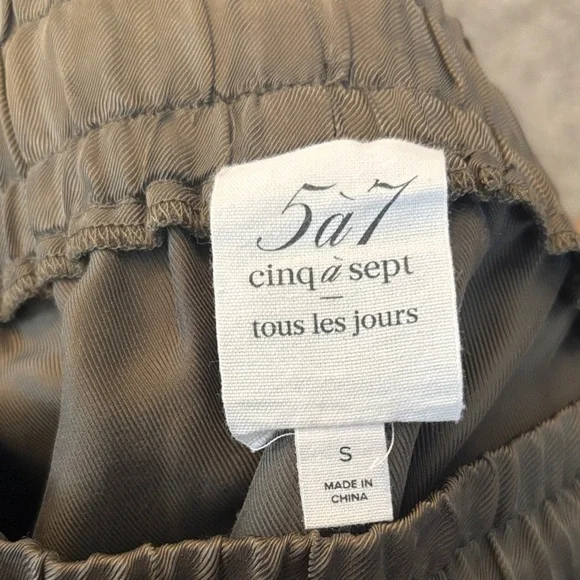 5à7
cinq à sept
tous les jours
S
MADE IN
CHINA